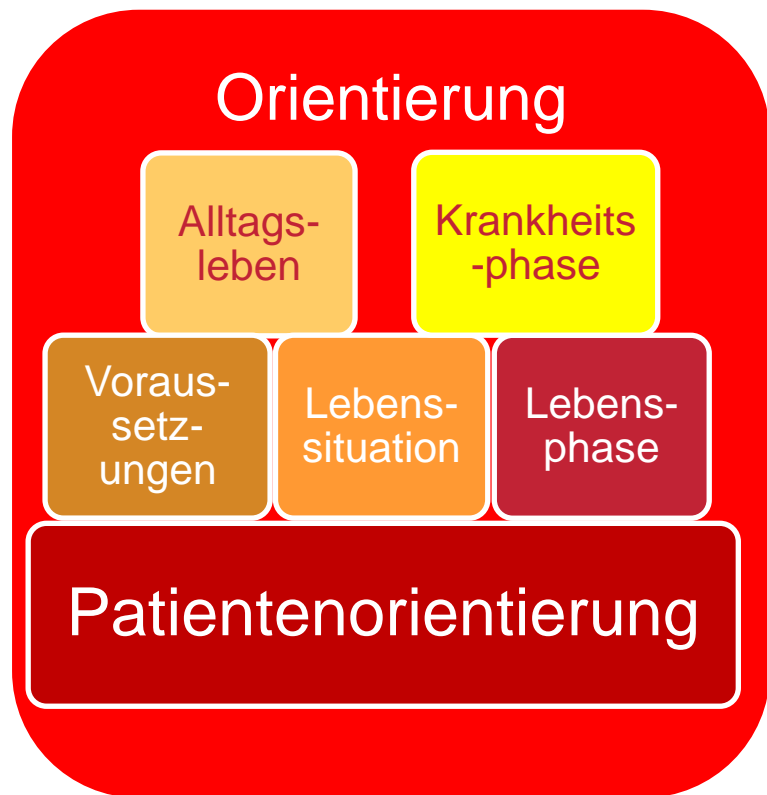 Orientierung
Alltags-
leben
Krankheits
-phase
Voraus-
setz-
ungen
Lebens-
situation
Lebens-
phase
Patientenorientierung